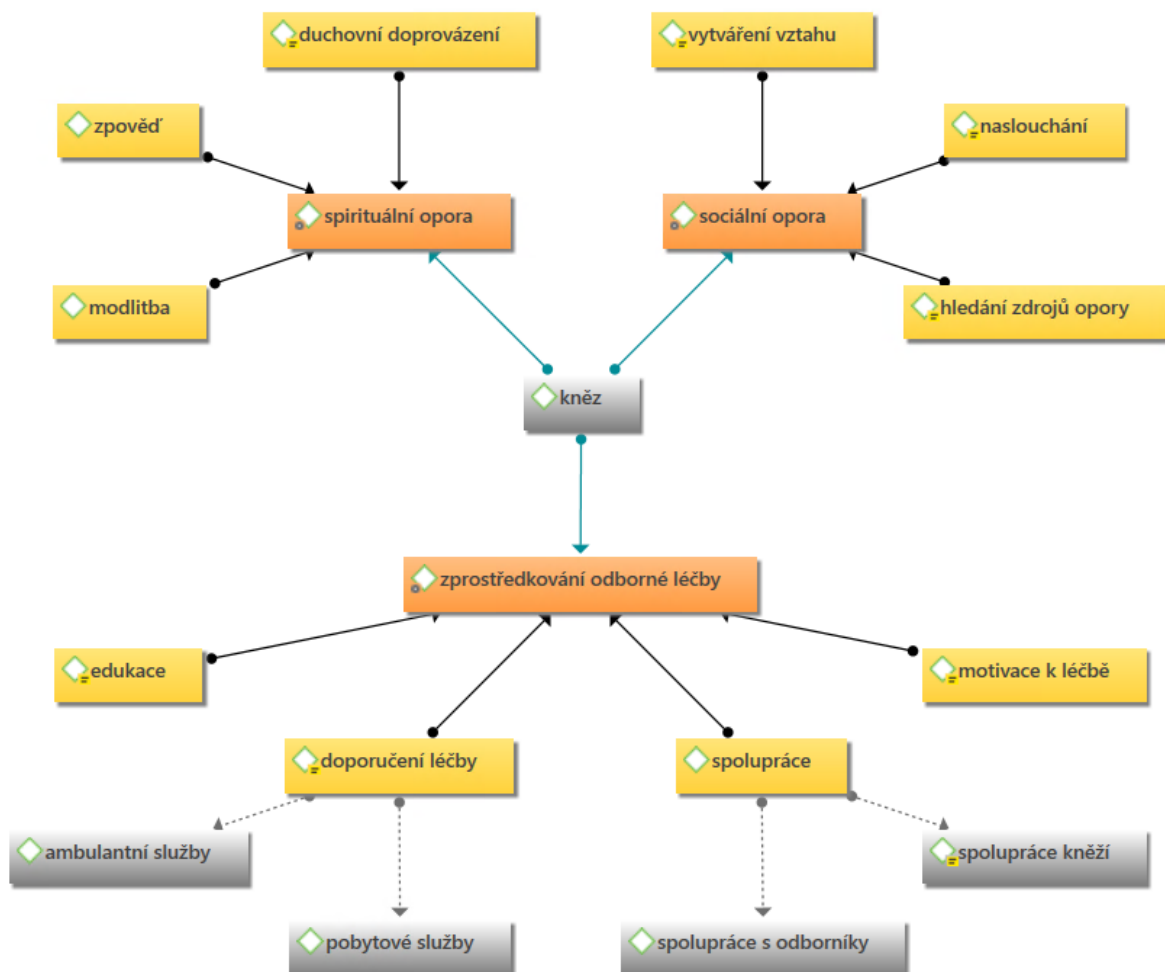 duchovní doprovázení
vytváření vztahu
zpověď
naslouchání
spirituální opora
sociální opora
modlitba
hledání zdrojů opory
kněz
zprostředkování odborné léčby
edukace
motivace k léčbě
doporučení léčby
spolupráce
ambulantní služby
spolupráce kněží
pobytové služby
spolupráce s odborníky